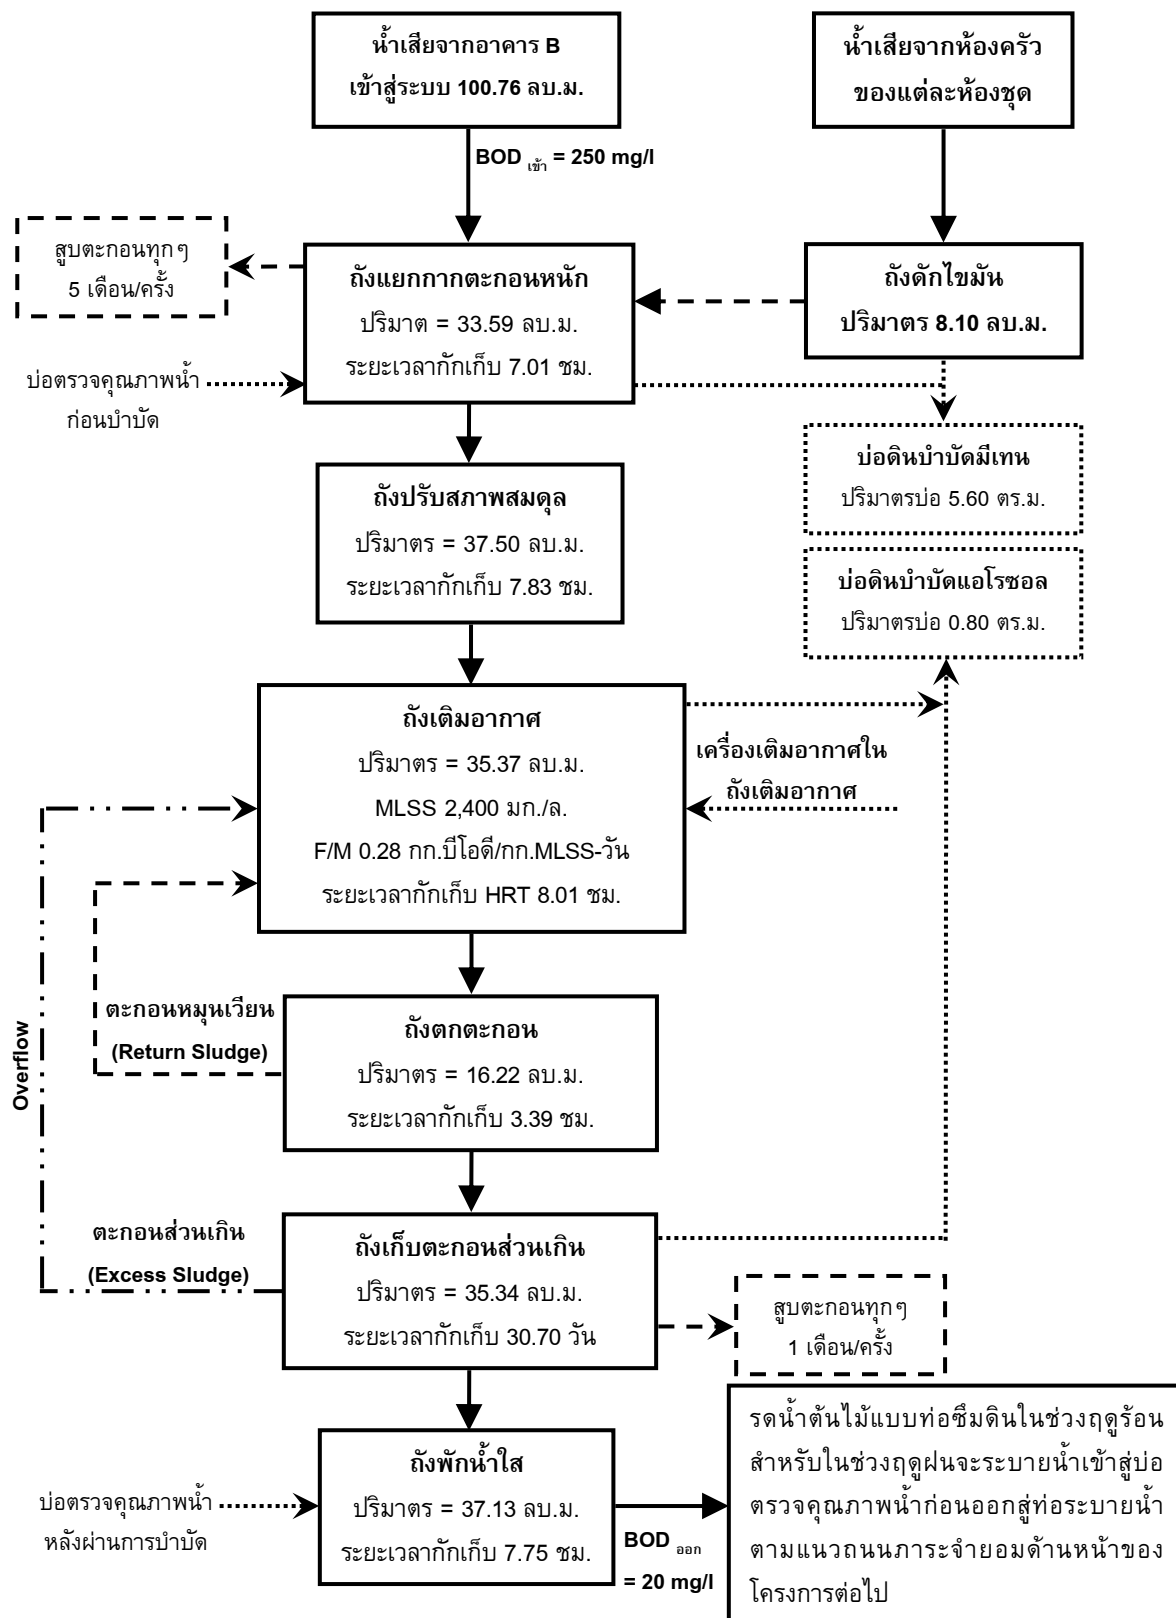 น้ำเสียจากอาคาร B
เข้าสู่ระบบ 100.76 ลบ.ม.
น้ำเสียจากห้องครัว
ของแต่ละห้องชุด
BOD เข้า = 250 mg/l
สูบตะกอนทุกๆ
5 เดือน/ครั้ง
ถังแยกกากตะกอนหนัก
ปริมาต = 33.59 ลบ.ม.
ระยะเวลากักเก็บ 7.01 ชม.
ถังดักไขมัน
ปริมาตร 8.10 ลบ.ม.
บ่อตรวจคุณภาพน้ำ
ก่อนบำบัด
บ่อดินบำบัดมีเทน
ปริมาตรบ่อ 5.60 ตร.ม.
ถังปรับสภาพสมดุล
ปริมาตร = 37.50 ลบ.ม.
ระยะเวลากักเก็บ 7.83 ชม.
บ่อดินบำบัดแอโรซอล
ปริมาตรบ่อ 0.80 ตร.ม.
ถังเติมอากาศ
ปริมาตร = 35.37 ลบ.ม.
MLSS 2,400 มก./ล.
F/M 0.28 กก.บีโอดี/กก.MLSS-วัน
ระยะเวลากักเก็บ HRT 8.01 ชม.
เครื่องเติมอากาศใน
ถังเติมอากาศ
ตะกอนหมุนเวียน
(Return Sludge)
Overflow
ถังตกตะกอน
ปริมาตร = 16.22 ลบ.ม.
ระยะเวลากักเก็บ 3.39 ชม.
ตะกอนส่วนเกิน
(Excess Sludge)
ถังเก็บตะกอนส่วนเกิน
ปริมาตร = 35.34 ลบ.ม.
ระยะเวลากักเก็บ 30.70 วัน
สูบตะกอนทุกๆ
1 เดือน/ครั้ง
ถังพักน้ำใส
ปริมาตร = 37.13 ลบ.ม
ระยะเวลากักเก็บ 7.75 ชม.
บ่อตรวจคุณภาพน้ำ
หลังผ่านการบำบัด
BOD ออก
= 20 mg/l
รดน้ำต้นไม้แบบท่อซึมดินในช่วงฤดูร้อน
สำหรับในช่วงฤดูฝนจะระบายน้ำเข้าสู่บ่อ
ตรวจคุณภาพน้ำก่อนออกสู่ท่อระบายน้ำ
ตามแนวถนนภาระจำยอมด้านหน้าของ
โครงการต่อไป